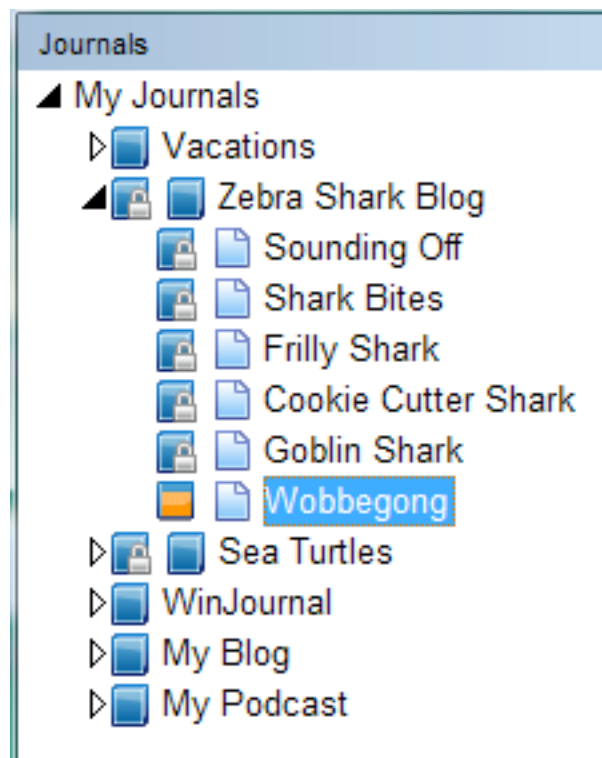 Journals
My Journals
Vacations
Zebra Shark Blog
Sounding Off
Shark Bites
Frilly Shark
Cookie Cutter Shark
Goblin Shark
Wobbegong
Sea Turtles
WinJournal
My Blog
My Podcast